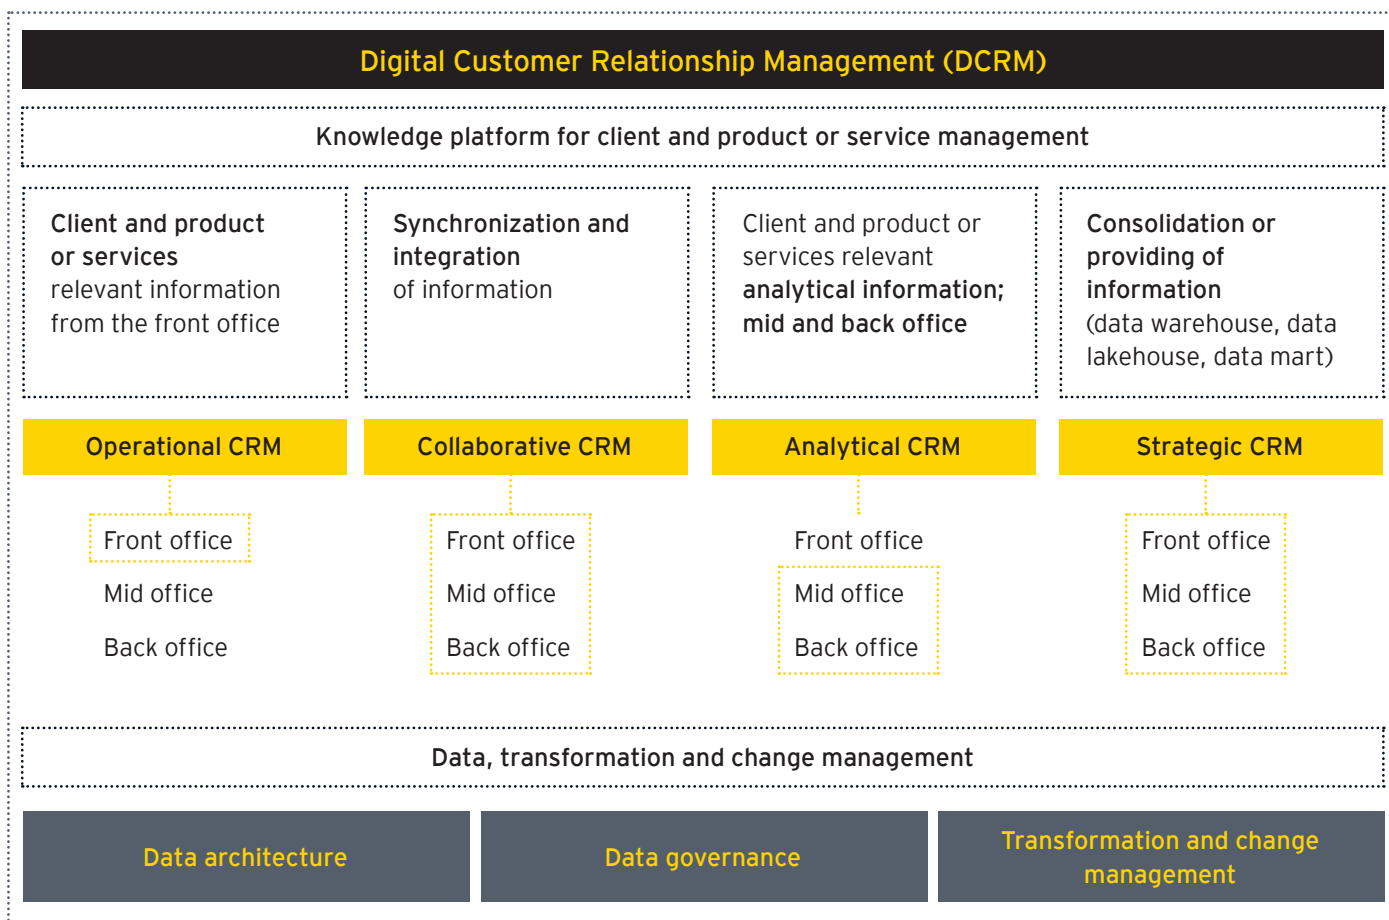 Digital Customer Relationship Management (DCRM)
Knowledge platform for client and product or service management
Client and product
or services
relevant information
from the front office
Synchronization and
integration
of information
Client and product or
services relevant
analytical information;
mid and back office
Consolidation or
providing of
information
(data warehouse, data
lakehouse, data mart)
Operational CRM
Collaborative CRM
Analytical CRM
Strategic CRM
Front office
Mid office
Back office
Front office
Mid office
Back office
Front office
Mid office
Back office
Front office
Mid office
Back office
Data, transformation and change management
Data architecture
Data governance
Transformation and change
management